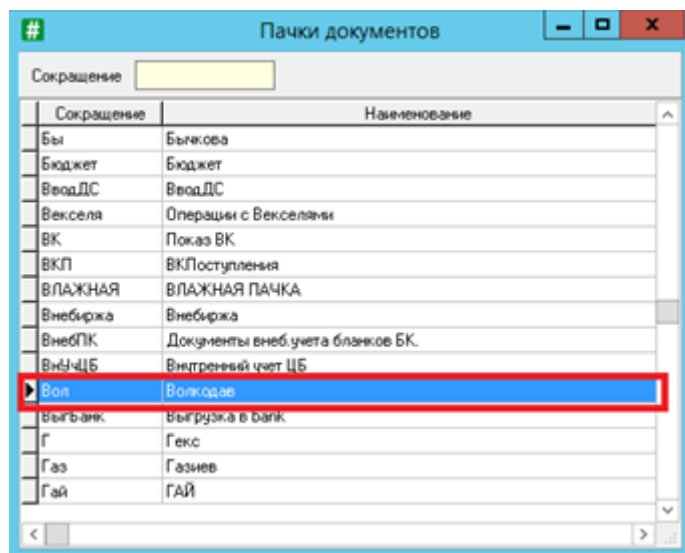 # Пачки документов
Сокращение
Сокращение Наименование
Бы Бычкова
Бюджет Бюджет
ВводДС ВводДС
Векселя Операции с Векселями
ВК Показ ВК
ВКП ВКПоступления
ВЛАЖНАЯ ВЛАЖНАЯ ПАЧКА
Внебиржа Внебиржа
ВнебПК Документы внеб.учета бланков БК.
ВнУчЦБ Внутренний учет ЦБ
Вол Волкодав
ВыгБанк Выгрузка в bank
Г Гекс
Газ Газиев
Гай ГАЙ